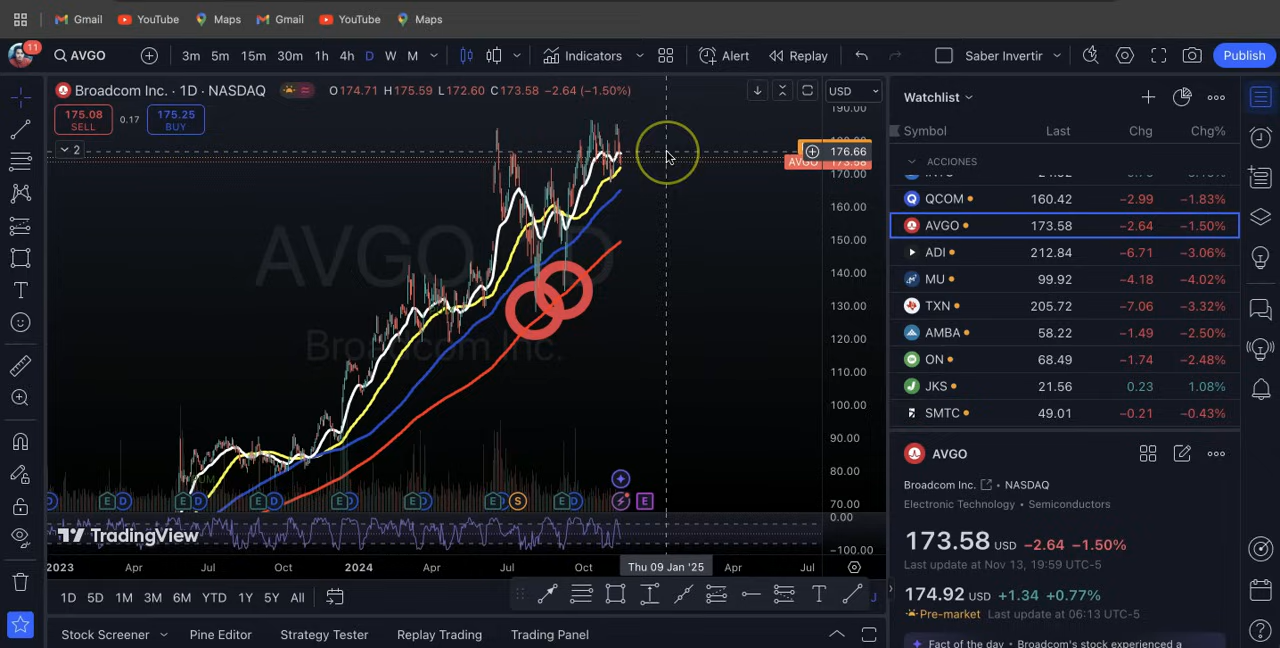 Gmail YouTube Maps Gmail YouTube Maps
11 AVGO 3m 5m 15m 30m 1h 4h D W M Indicators Alert Replay Saber Invertir Publish
Broadcom Inc. · 1D · NASDAQ O174.71 H175.59 L172.60 C173.58 −2.64 (−1.50%) USD
175.08 SELL 0.17 175.25 BUY
2
190.00
176.66
170.00
160.00
150.00
140.00
130.00
120.00
110.00
100.00
90.00
80.00
70.00
0.00
−100.00
AVGO
Broadcom Inc.
E D E D E D E D E D E S E D E
TradingView
2023 Apr Jul Oct 2024 Apr Jul Oct Thu 09 Jan '25 Apr Jul
1D 5D 1M 3M 6M YTD 1Y 5Y All
Stock Screener Pine Editor Strategy Tester Replay Trading Trading Panel
Watchlist
Symbol Last Chg Chg%
ACCIONES
QCOM 160.42 −2.99 −1.83%
AVGO 173.58 −2.64 −1.50%
ADI 212.84 −6.71 −3.06%
MU 99.92 −4.18 −4.02%
TXN 205.72 −7.06 −3.32%
AMBA 58.22 −1.49 −2.50%
ON 68.49 −1.74 −2.48%
JKS 21.56 0.23 1.08%
SMTC 49.01 −0.21 −0.43%
AVGO
Broadcom Inc. • NASDAQ
Electronic Technology • Semiconductors
173.58 USD −2.64 −1.50%
Last update at Nov 13, 19:59 UTC-5
174.92 USD +1.34 +0.77%
Pre-market Last update at 06:13 UTC-5
Fact of the day • Broadcom's stock experienced a